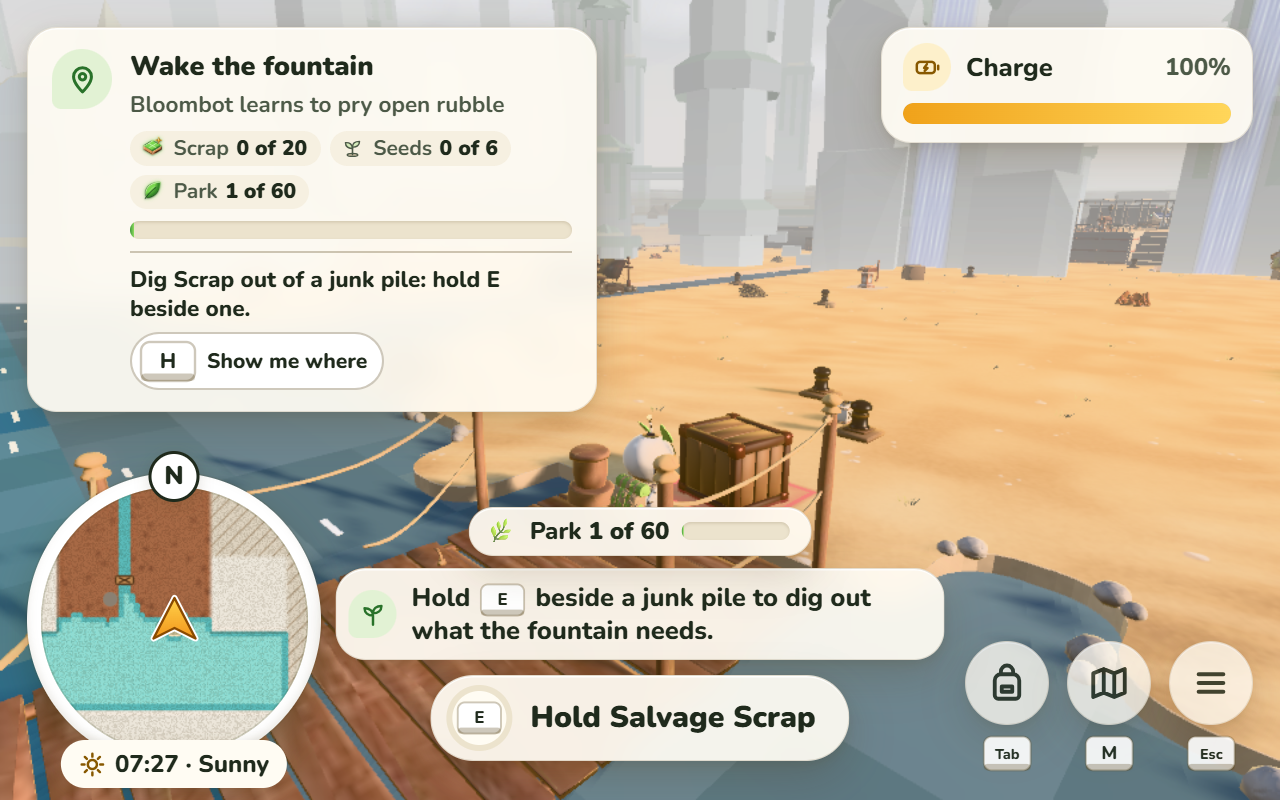 Wake the fountain
Bloombot learns to pry open rubble
Scrap 0 of 20
Seeds 0 of 6
Park 1 of 60
Dig Scrap out of a junk pile: hold E
beside one.
H Show me where
Charge 100%
N
07:27 · Sunny
Park 1 of 60
Hold E beside a junk pile to dig out
what the fountain needs.
E Hold Salvage Scrap
Tab
M
Esc